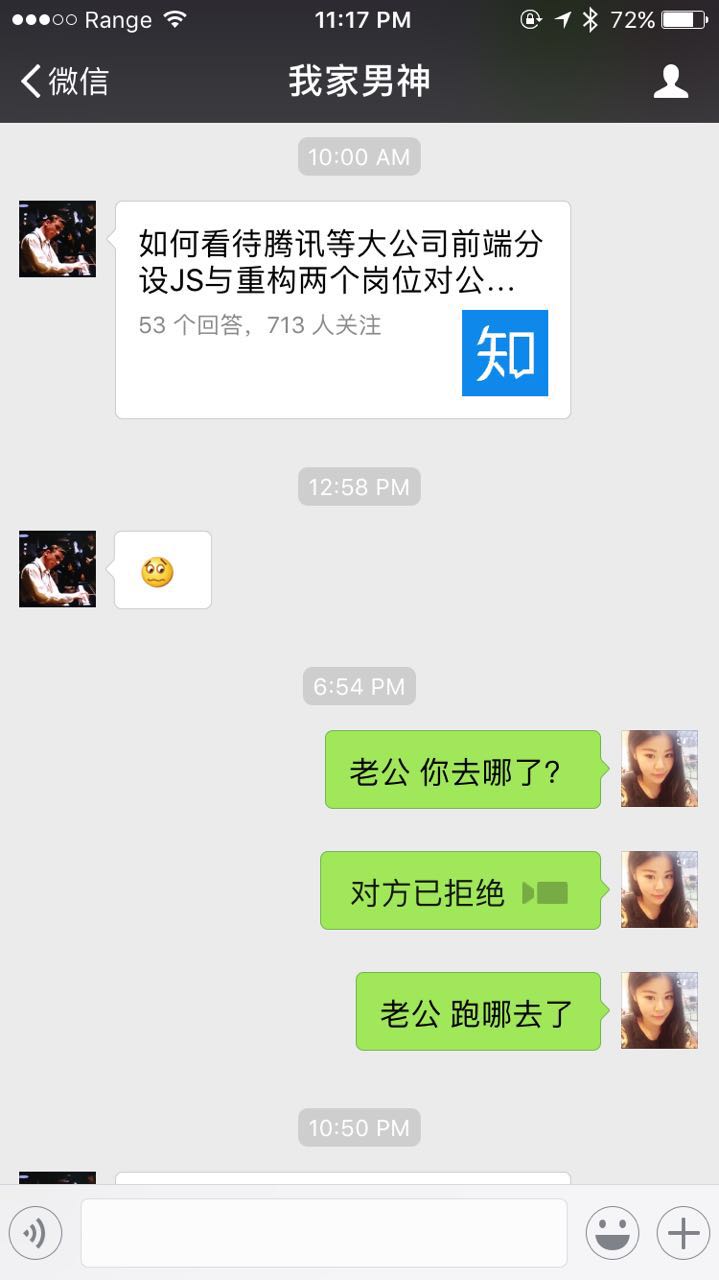 Range
11:17 PM
72%
微信
我家男神
10:00 AM
如何看待腾讯等大公司前端分
设JS与重构两个岗位对公...
53 个回答，713 人关注
知
12:58 PM
6:54 PM
老公 你去哪了?
对方已拒绝
老公 跑哪去了
10:50 PM